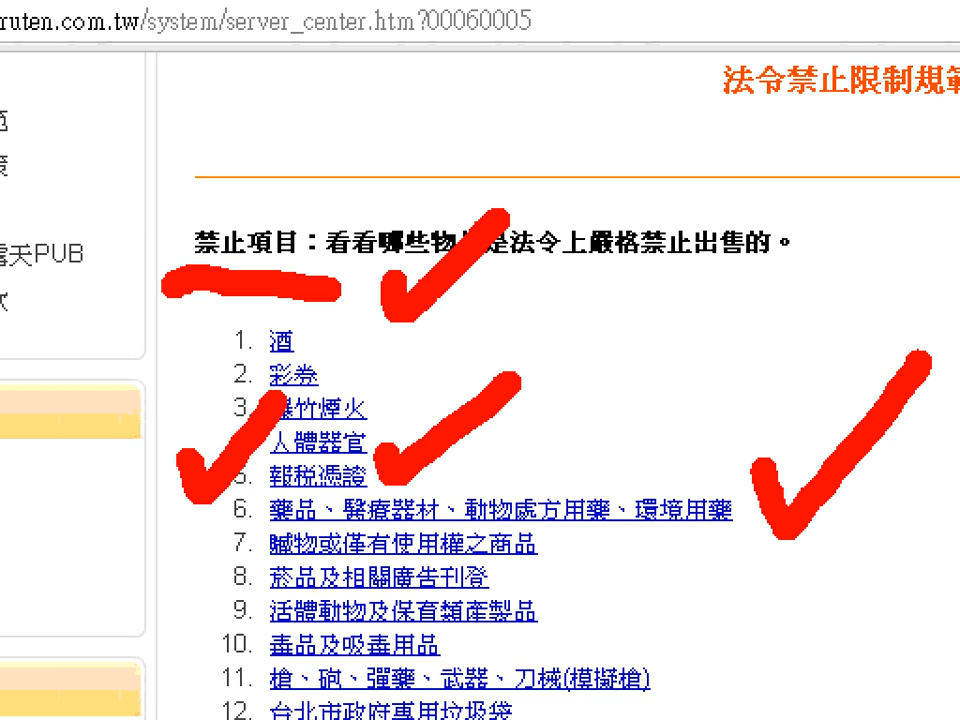 ruten.com.tw/system/server_center.htm?00060005
法令禁止限制規範
範
策
露天PUB
禁止項目：看看哪些物品是法令上嚴格禁止出售的。
1. 酒
2. 彩券
3. 爆竹煙火
人體器官
5. 報稅憑證
6. 藥品、醫療器材、動物處方用藥、環境用藥
7. 贓物或僅有使用權之商品
8. 菸品及相關廣告刊登
9. 活體動物及保育類產製品
10. 毒品及吸毒用品
11. 槍、砲、彈藥、武器、刀械(模擬槍)
12. 台北市政府專用垃圾袋